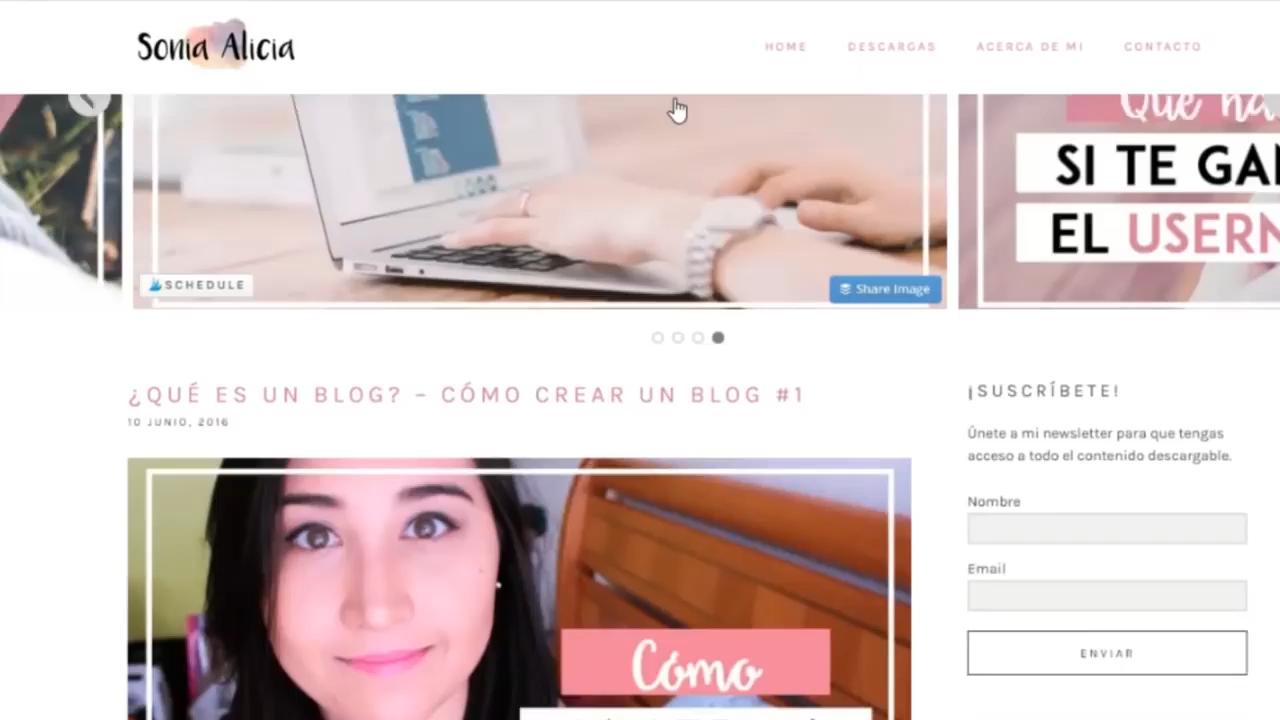 Sonia Alicia
HOME DESCARGAS ACERCA DE MI CONTACTO
SI TE
EL
SCHEDULE
Share Image
¿QUÉ ES UN BLOG? – CÓMO CREAR UN BLOG #1
10 JUNIO, 2016
¡SUSCRÍBETE!
Únete a mi newsletter para que tengas
acceso a todo el contenido descargable.
Nombre
Email
ENVIAR
Cómo